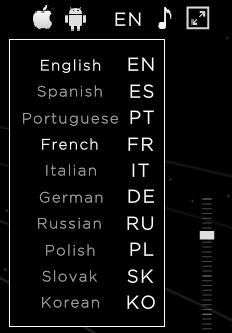 EN
English EN
Spanish ES
Portuguese PT
French FR
Italian IT
German DE
Russian RU
Polish PL
Slovak SK
Korean KO